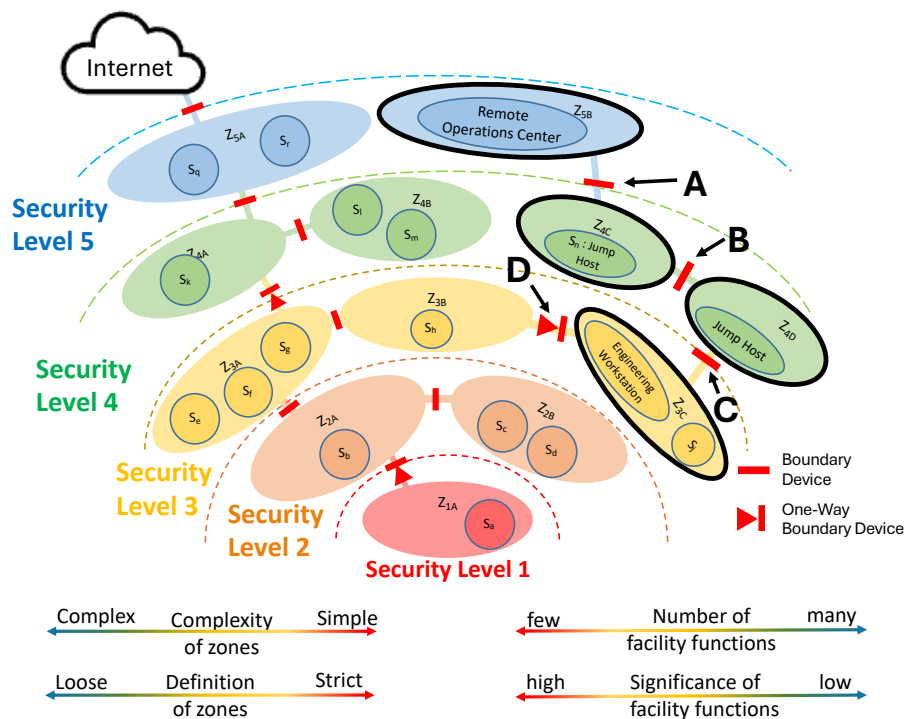 Internet
Z5A
Sq
Sr
Remote
Operations Center
Z5B
A
Security
Level 5
Z4A
Sk
Sl
Z4B
Sm
Z4C
Sn : Jump
Host
B
Jump Host
Z4D
D
Security
Level 4
Z3A
Se
Sf
Sg
Z3B
Sh
Engineering
Workstation
Z3C
Sj
C
Security
Level 3
Z2A
Sb
Z2B
Sc
Sd
Security
Level 2
Z1A
Sa
Security Level 1
Boundary
Device
One-Way
Boundary Device
Complex
Complexity
of zones
Simple
few
Number of
facility functions
many
Loose
Definition
of zones
Strict
high
Significance of
facility functions
low